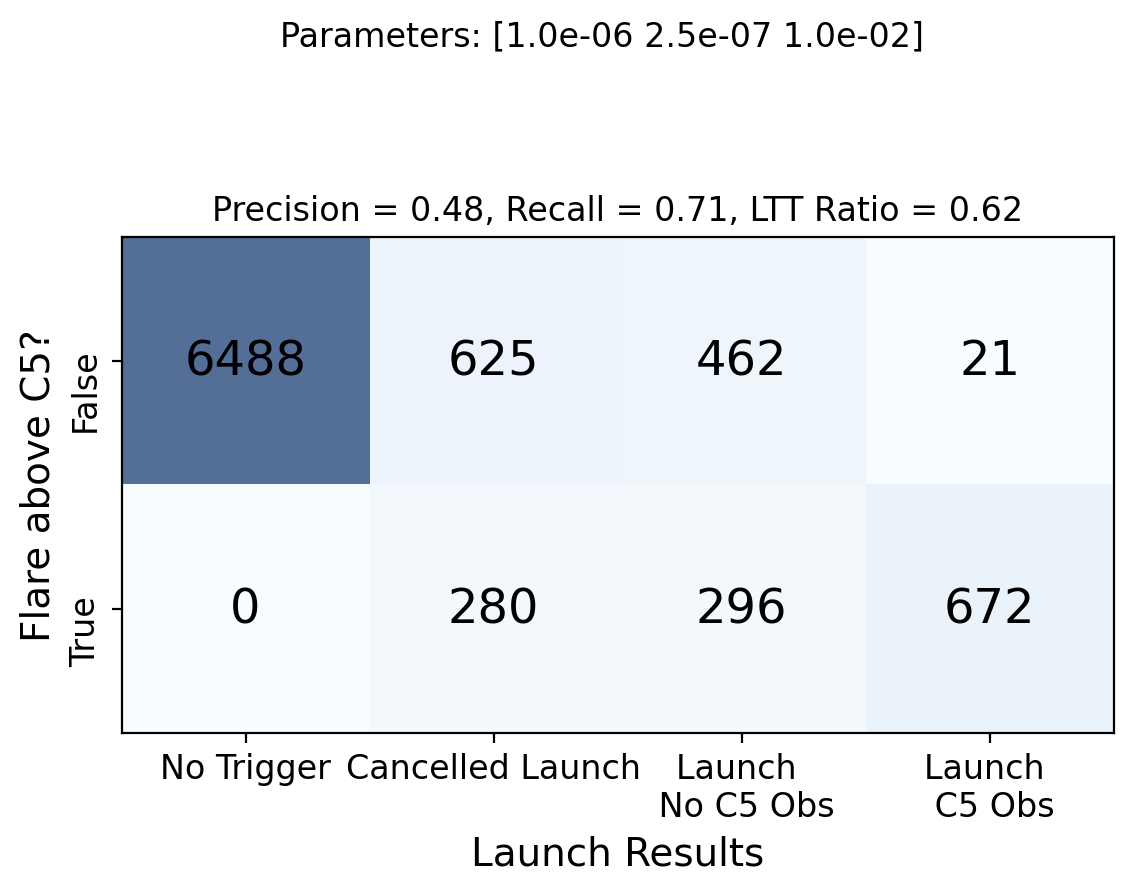 Parameters: [1.0e-06 2.5e-07 1.0e-02]
Precision = 0.48, Recall = 0.71, LTT Ratio = 0.62
Flare above C5?
False
6488 625 462 21
True
0 280 296 672
No Trigger Cancelled Launch Launch No C5 Obs Launch C5 Obs
Launch Results